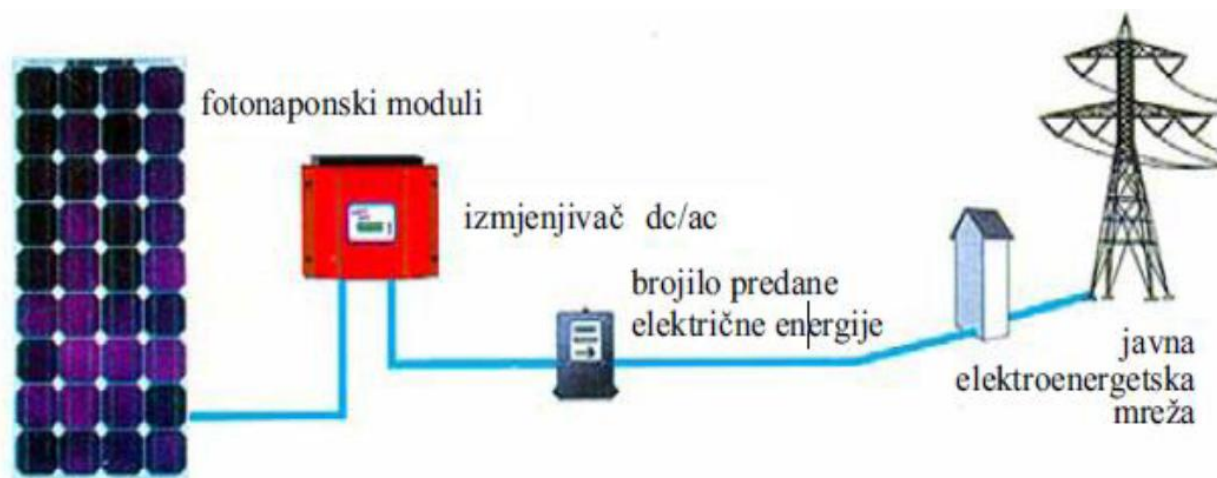 fotonaponski moduli
izmjenjivač dc/ac
brojilo predane
električne energije
javna
elektroenergetska
mreža